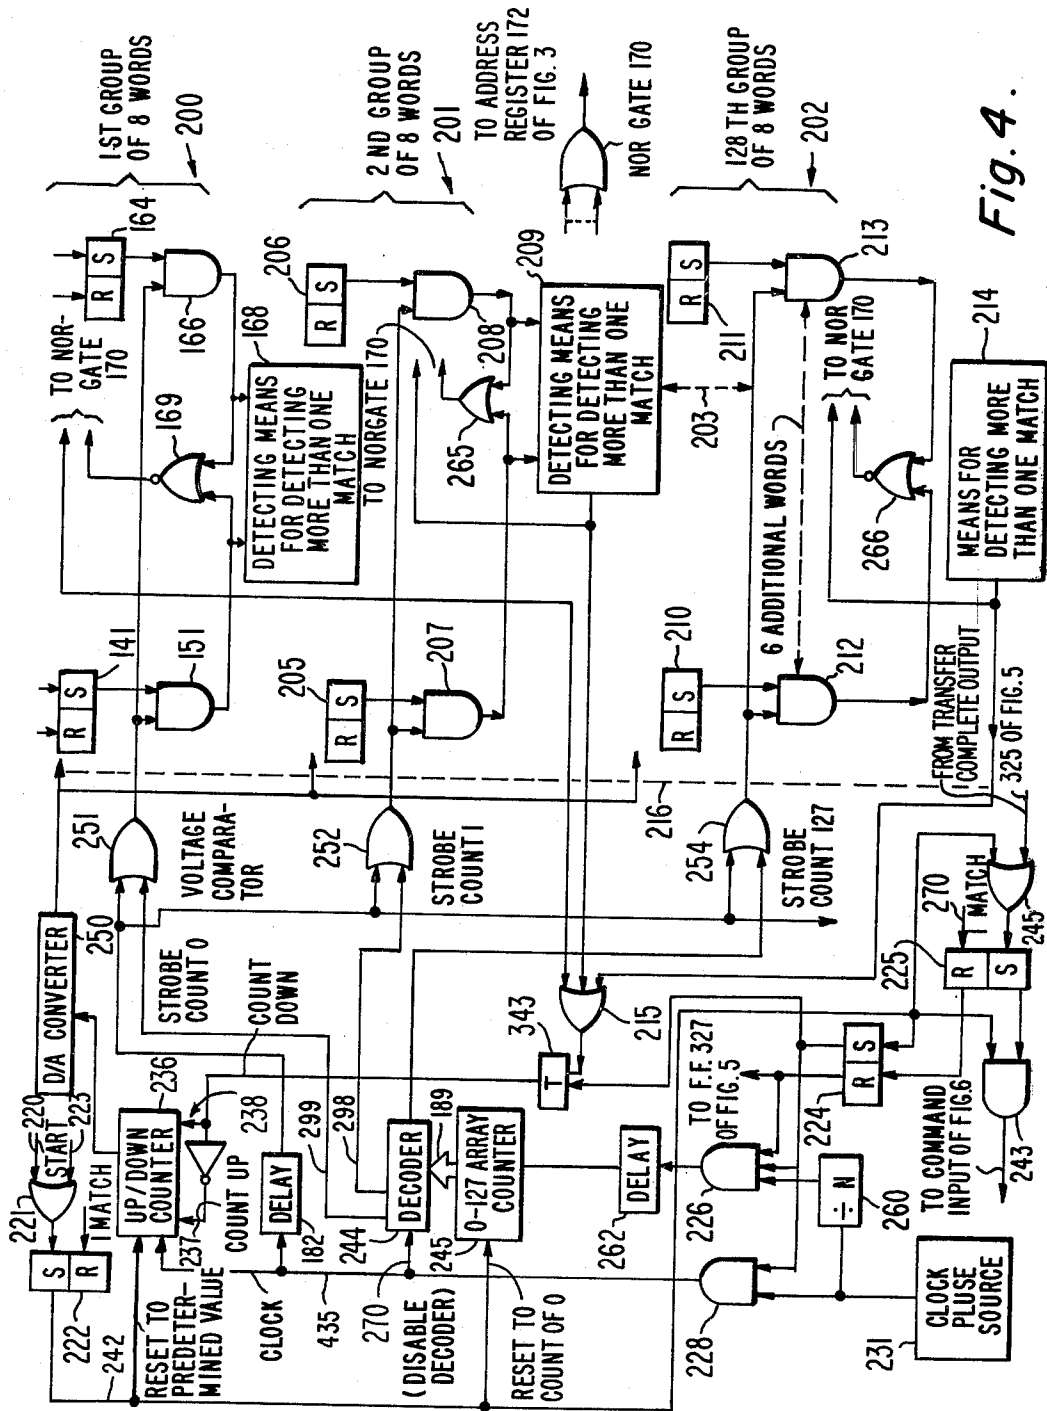 1ST GROUP
OF 8 WORDS
200
TO NOR-
GATE
170
164
R S
166
168
169
DETECTING MEANS
FOR DETECTING
MORE THAN ONE
MATCH
141
R S
151
2 ND GROUP
OF 8 WORDS
201
TO ADDRESS
REGISTER 172
OF FIG. 3
NOR GATE 170
206
R S
208
209
TO NORGATE 170
265
DETECTING MEANS
FOR DETECTING
MORE THAN ONE
MATCH
203
205
R S
207
128 TH GROUP
OF 8 WORDS
202
R S
211
213
6 ADDITIONAL WORDS
TO NOR
GATE 170
266
214
MEANS FOR
DETECTING MORE
THAN ONE MATCH
210
R S
212
216
FROM TRANSFER
COMPLETE OUTPUT
325 OF FIG. 5
251
VOLTAGE
COMPARA-
TOR
252
STROBE
COUNT 1
254
STROBE
COUNT 127
D/A CONVERTER
250
STROBE
COUNT 0
COUNT
DOWN
343
T
215
225
R S
270
1 MATCH
245
220
START
223
221
UP/DOWN
COUNTER
236
238
1 MATCH
237
COUNT UP
DELAY
182
299
298
244
DECODER
189
0-127 ARRAY
COUNTER
245
DELAY
262
226
TO F.F. 327
OF FIG. 5
224
R S
243
TO COMMAND
INPUT OF FIG. 6
243
S R
222
242
RESET TO
PREDETER-
MINED VALUE
CLOCK
435
270
(DISABLE
DECODER)
RESET TO
COUNT OF 0
228
÷ N
260
231
CLOCK
PLUSE
SOURCE
Fig. 4.